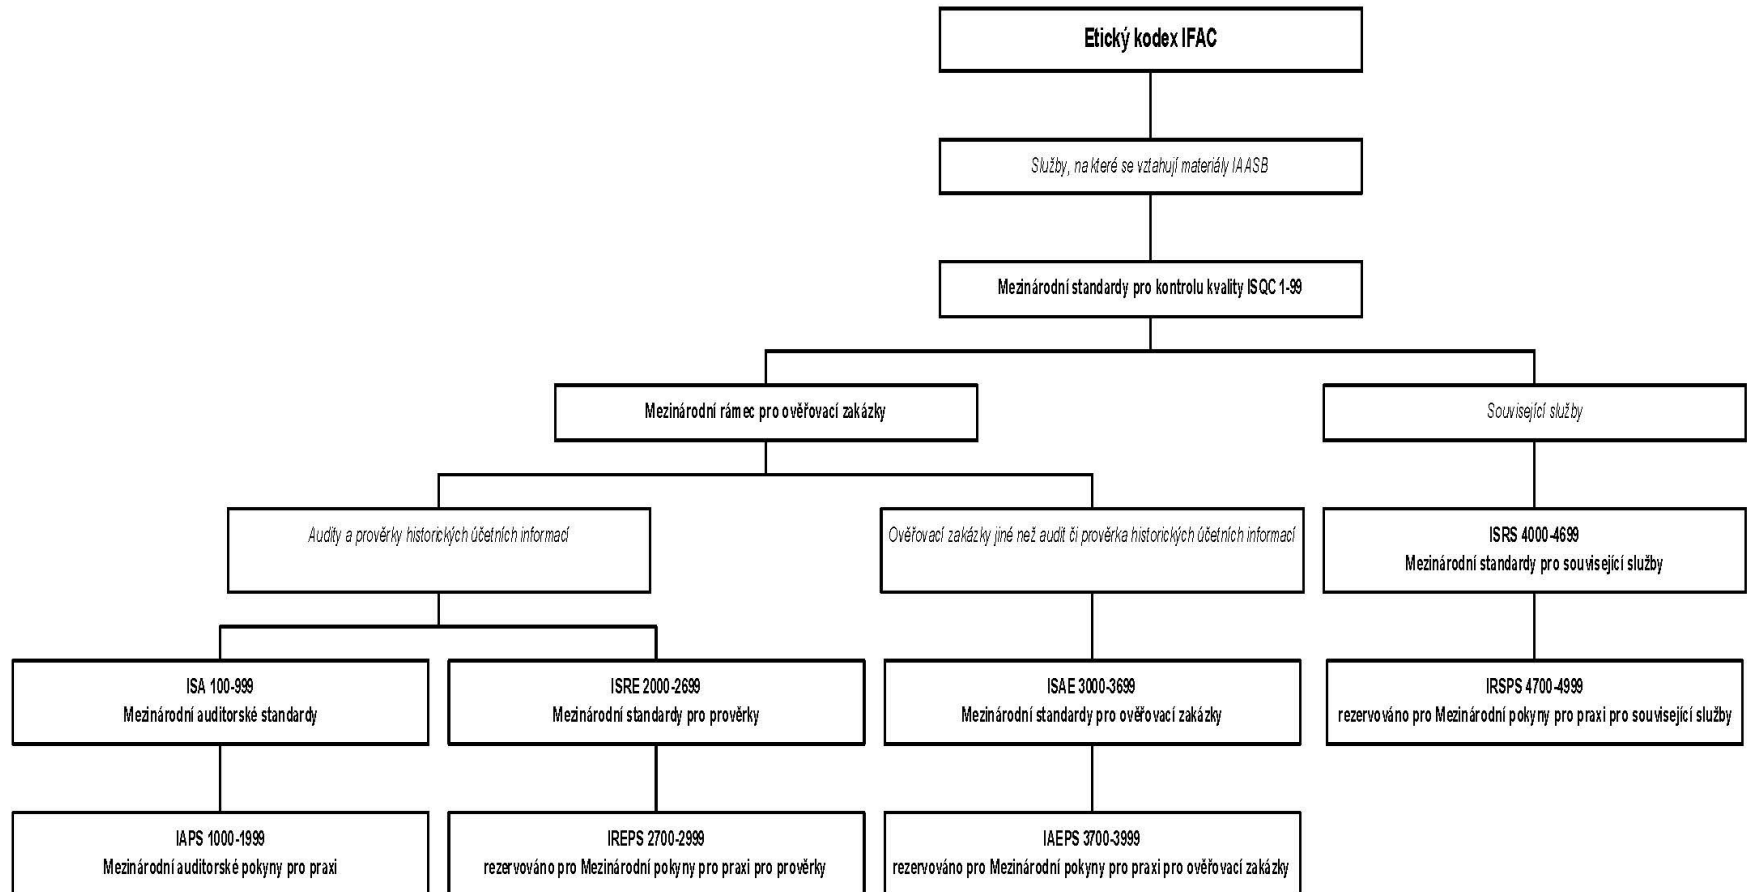 Etický kodex IFAC
Služby, na které se vztahují materiály IAASB
Mezinárodní standardy pro kontrolu kvality ISQC 1-99
Mezinárodní rámec pro ověřovací zakázky
Související služby
Audity a prověrky historických účetních informací
Ověřovací zakázky jiné než audit či prověrka historických účetních informací
ISRS 4000-4699
Mezinárodní standardy pro související služby
ISA 100-999
Mezinárodní auditorské standardy
ISRE 2000-2699
Mezinárodní standardy pro prověrky
ISAE 3000-3699
Mezinárodní standardy pro ověřovací zakázky
IRSPS 4700-4999
rezervováno pro Mezinárodní pokyny pro praxi pro související služby
IAPS 1000-1999
Mezinárodní auditorské pokyny pro praxi
IREPS 2700-2999
rezervováno pro Mezinárodní pokyny pro praxi pro prověrky
IAEPS 3700-3999
rezervováno pro Mezinárodní pokyny pro praxi pro ověřovací zakázky